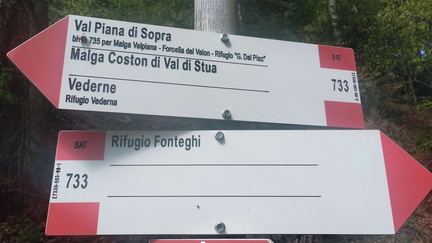 Val Piana di Sopra
bivio 735 per Malga Valpiana - Forcella del Valon - Rifugio "G. Dal Piaz"
Malga Coston di Val di Stua
Vederne
Rifugio Vederna
SAT
733
SAT
733
Rifugio Fonteghi